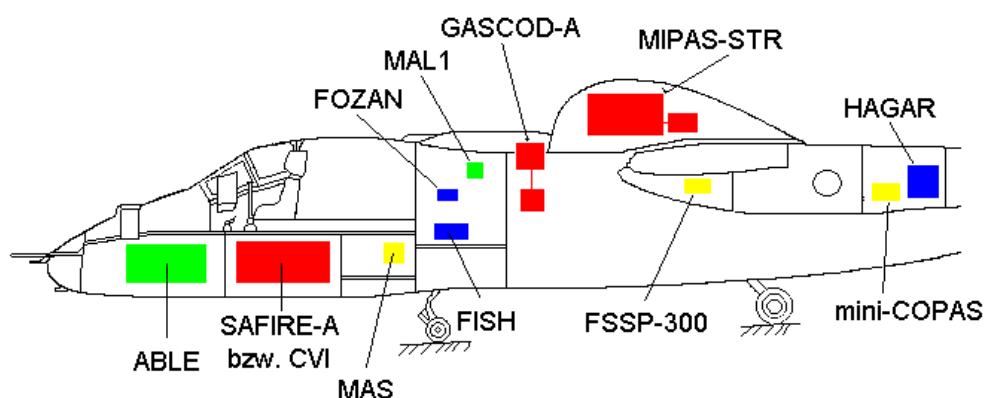 GASCOD-A
MIPAS-STR
MAL1
FOZAN
HAGAR
SAFIRE-A
bzw. CVI
ABLE
MAS
FISH
FSSP-300
mini-COPAS